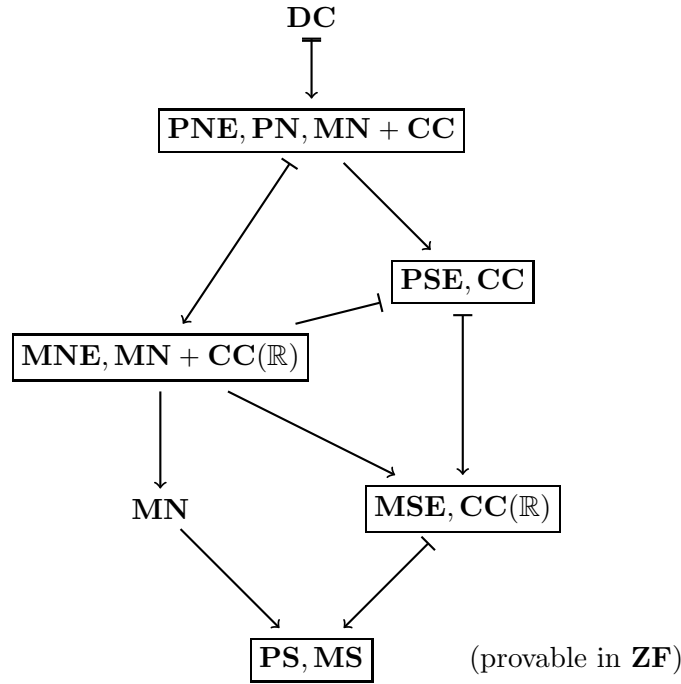 DC
PNE, PN, MN + CC
PSE, CC
MNE, MN + CC(ℝ)
MN
MSE, CC(ℝ)
PS, MS
(provable in ZF)